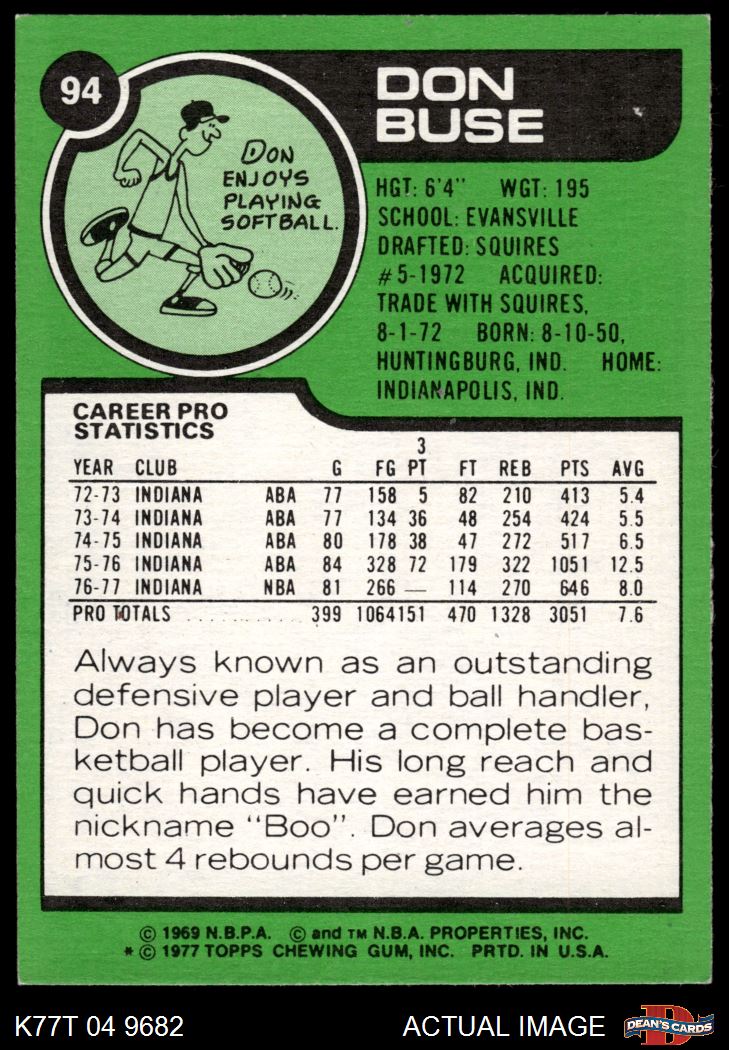 94
DON
BUSE
DON
ENJOYS
PLAYING
SOFTBALL.
HGT: 6'4" WGT: 195
SCHOOL: EVANSVILLE
DRAFTED: SQUIRES
#5-1972 ACQUIRED:
TRADE WITH SQUIRES,
8-1-72 BORN: 8-10-50,
HUNTINGBURG, IND. HOME:
INDIANAPOLIS, IND.
CAREER PRO
STATISTICS
3
YEAR CLUB G FG PT FT REB PTS AVG
72-73 INDIANA ABA 77 158 5 82 210 413 5.4
73-74 INDIANA ABA 77 134 36 48 254 424 5.5
74-75 INDIANA ABA 80 178 38 47 272 517 6.5
75-76 INDIANA ABA 84 328 72 179 322 1051 12.5
76-77 INDIANA NBA 81 266 — 114 270 646 8.0
PRO TOTALS .............. 399 1064 151 470 1328 3051 7.6
Always known as an outstanding
defensive player and ball handler,
Don has become a complete bas-
ketball player. His long reach and
quick hands have earned him the
nickname "Boo". Don averages al-
most 4 rebounds per game.
© 1969 N.B.P.A. © and TM N.B.A. PROPERTIES, INC.
* © 1977 TOPPS CHEWING GUM, INC. PRTD. IN U.S.A.
K77T 04 9682 ACTUAL IMAGE
D
DEAN'S CARDS